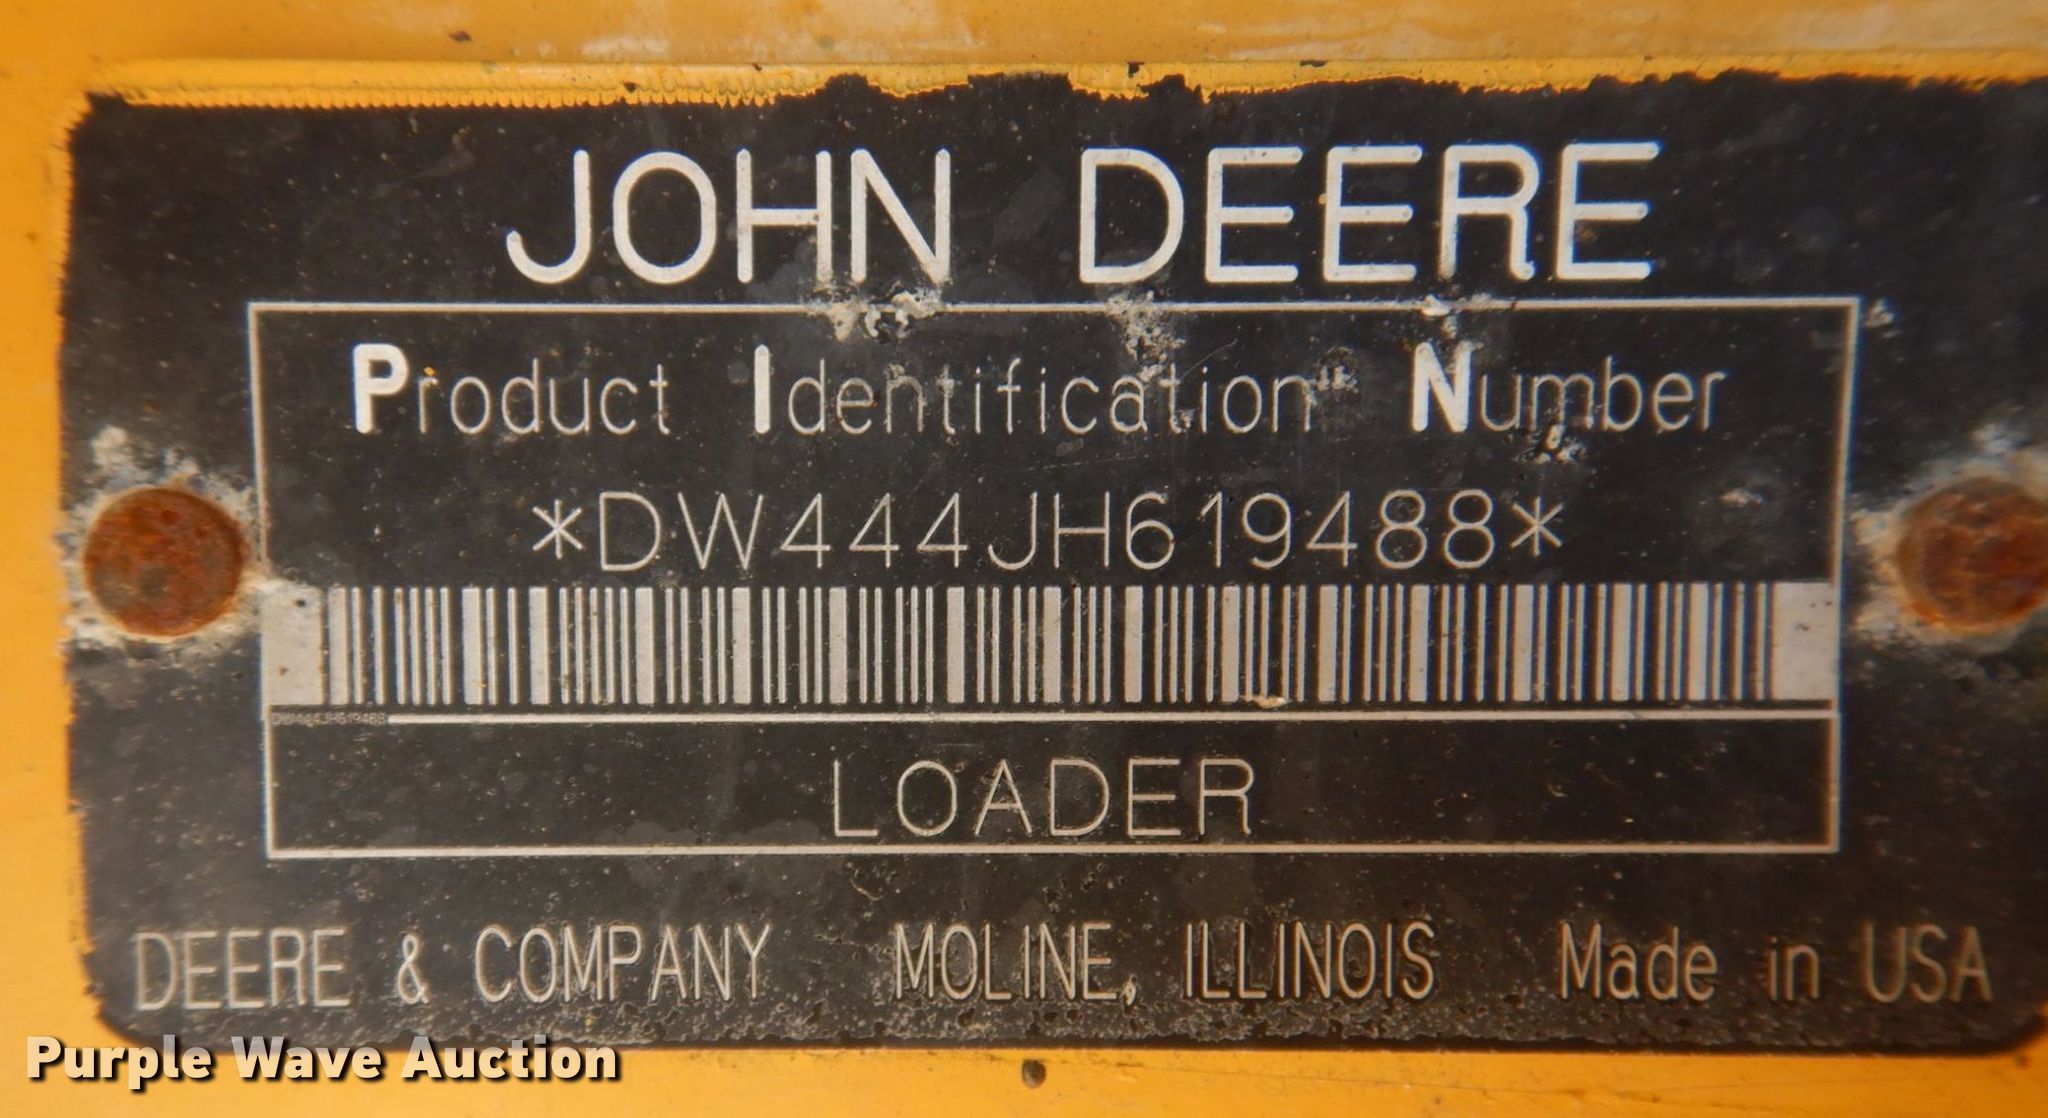 JOHN DEERE
Product Identification Number
*DW444JH619488*
DW444JH619488
LOADER
DEERE & COMPANY MOLINE, ILLINOIS Made in USA
Purple Wave Auction